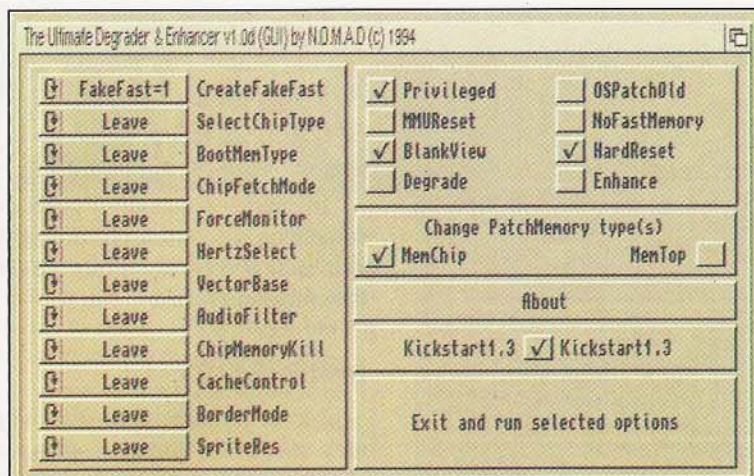 The Ultimate Degrader & Enhancer v1.0d (GUI) by N.O.M.A.D (c) 1994
FakeFast=1 CreateFakeFast
Leave SelectChipType
Leave BootMemType
Leave ChipFetchMode
Leave ForceMonitor
Leave HertzSelect
Leave VectorBase
Leave AudioFilter
Leave ChipMemoryKill
Leave CacheControl
Leave BorderMode
Leave SpriteRes
Privileged OSPatchOld
MMUReset NoFastMemory
BlankView HardReset
Degrade Enhance
Change PatchMemory type(s)
MemChip MemTop
About
Kickstart1.3 Kickstart1.3
Exit and run selected options